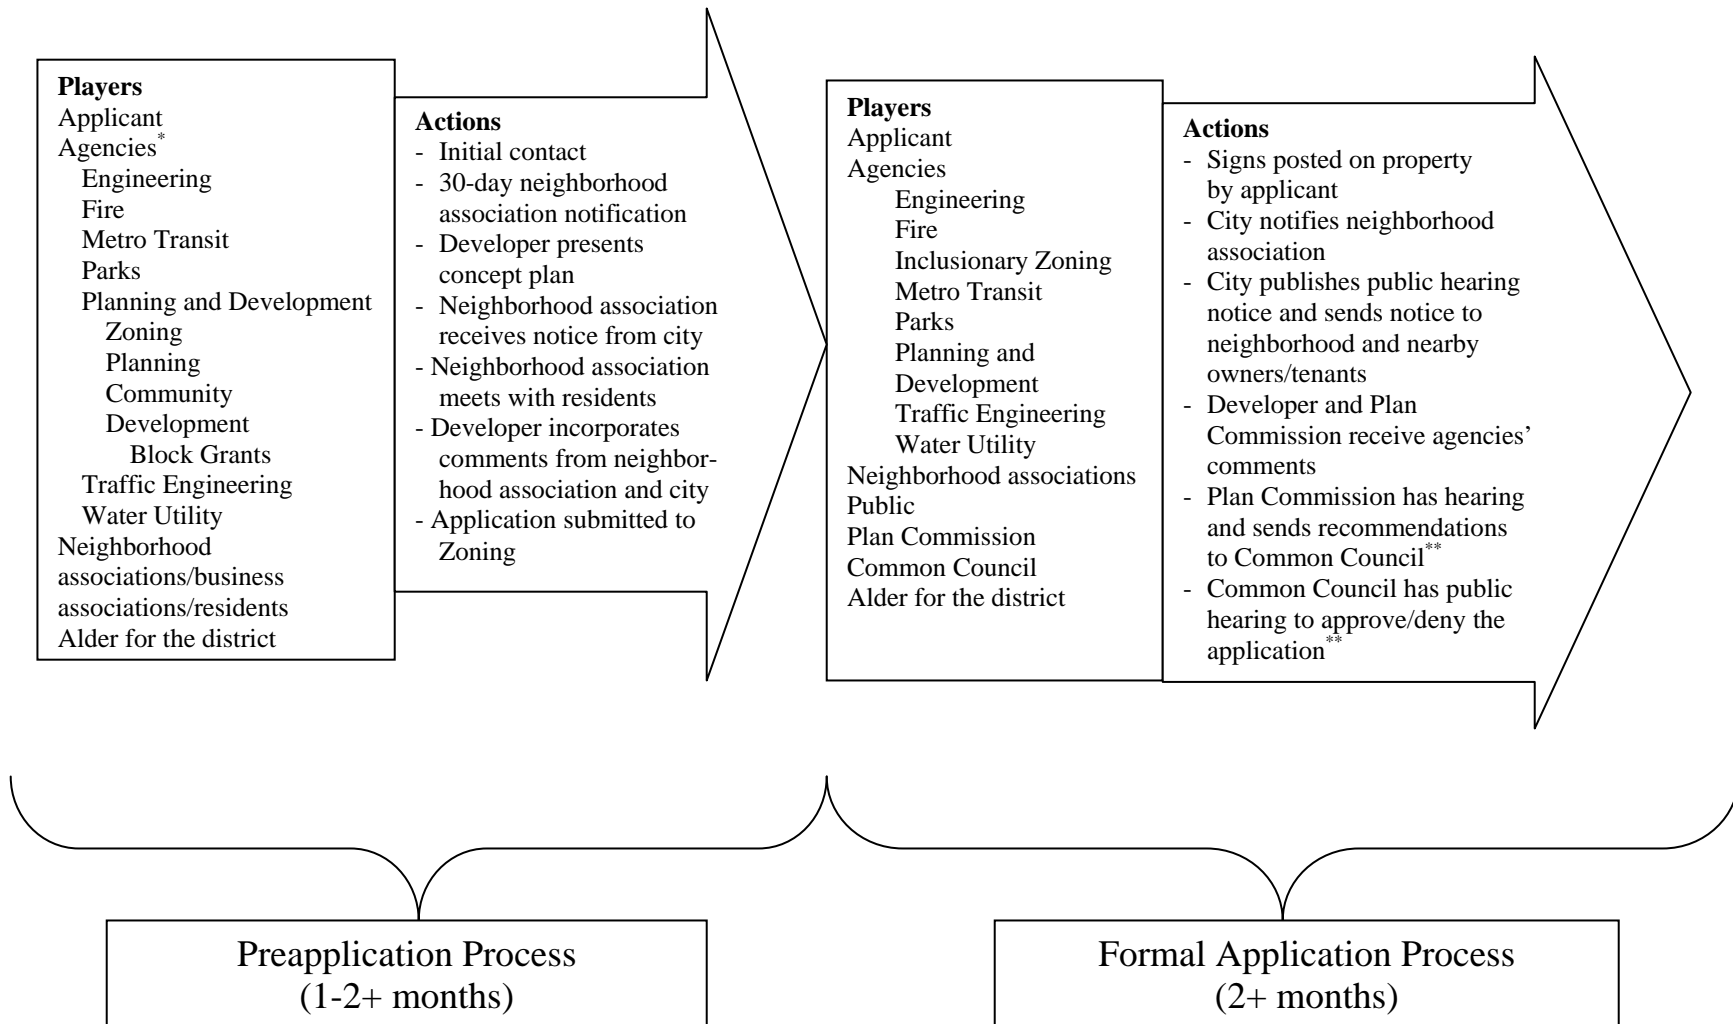 Players
Applicant
Agencies*
Engineering
Fire
Metro Transit
Parks
Planning and Development
Zoning
Planning
Community
Development
Block Grants
Traffic Engineering
Water Utility
Neighborhood
associations/business
associations/residents
Alder for the district
Actions
- Initial contact
- 30-day neighborhood
association notification
- Developer presents
concept plan
- Neighborhood association
receives notice from city
- Neighborhood association
meets with residents
- Developer incorporates
comments from neighbor-
hood association and city
- Application submitted to
Zoning
Players
Applicant
Agencies
Engineering
Fire
Inclusionary Zoning
Metro Transit
Parks
Planning and
Development
Traffic Engineering
Water Utility
Neighborhood associations
Public
Plan Commission
Common Council
Alder for the district
Actions
- Signs posted on property
by applicant
- City notifies neighborhood
association
- City publishes public hearing
notice and sends notice to
neighborhood and nearby
owners/tenants
- Developer and Plan
Commission receive agencies’
comments
- Plan Commission has hearing
and sends recommendations
to Common Council**
- Common Council has public
hearing to approve/deny the
application**
Preapplication Process
(1-2+ months)
Formal Application Process
(2+ months)